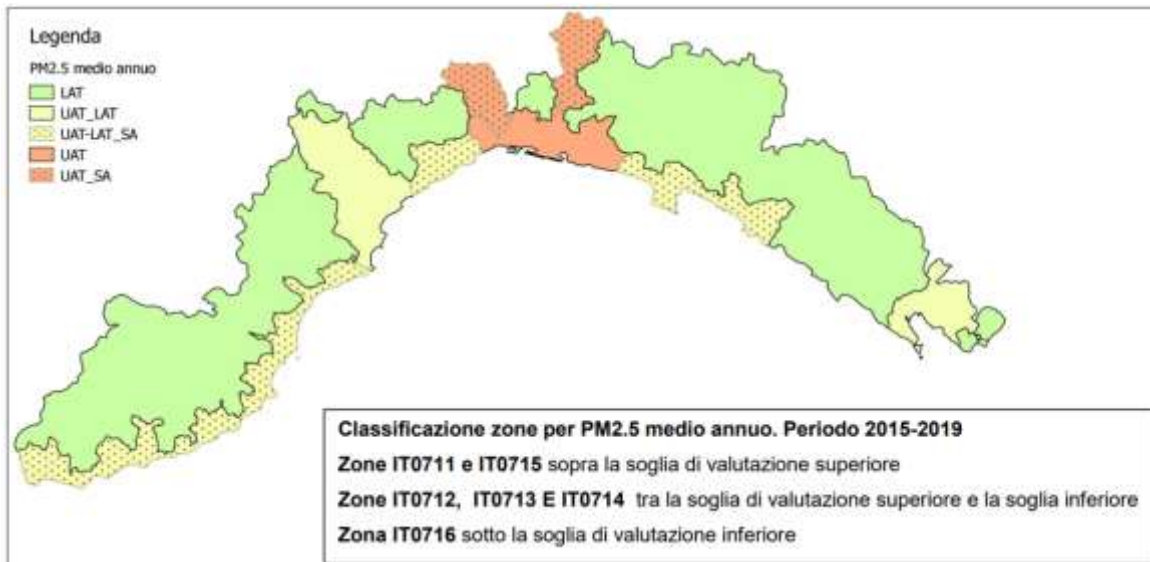 Legenda
PM2.5 medio annuo
LAT
UAT_LAT
UAT-LAT_SA
UAT
UAT_SA
Classificazione zone per PM2.5 medio annuo. Periodo 2015-2019
Zone IT0711 e IT0715 sopra la soglia di valutazione superiore
Zone IT0712, IT0713 E IT0714 tra la soglia di valutazione superiore e la soglia inferiore
Zona IT0716 sotto la soglia di valutazione inferiore